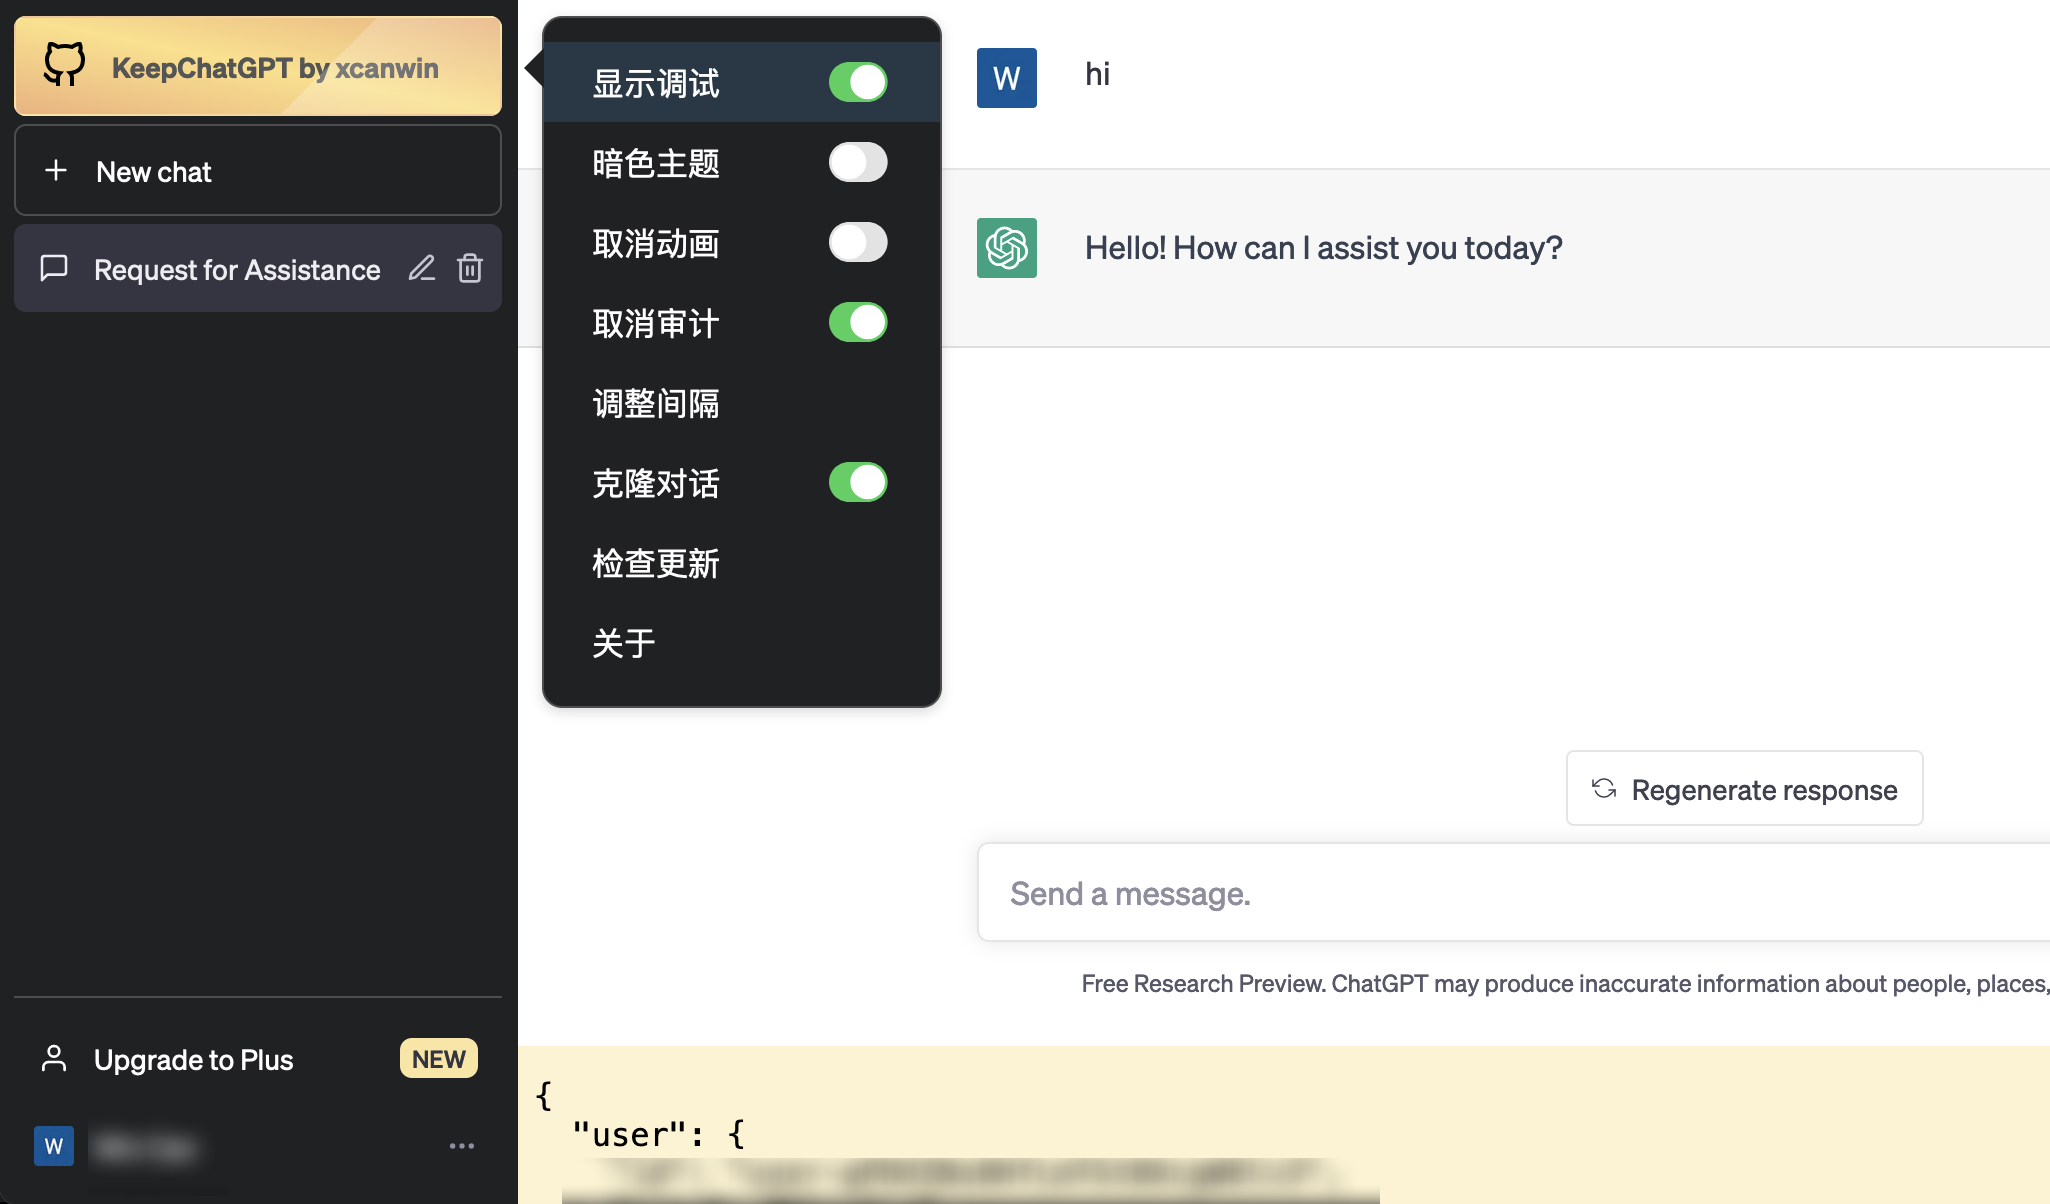 KeepChatGPT by xcanwin
New chat
Request for Assistance
Upgrade to Plus
NEW
W
显示调试
暗色主题
取消动画
取消审计
调整间隔
克隆对话
检查更新
关于
W
hi
Hello! How can I assist you today?
Regenerate response
Send a message.
Free Research Preview. ChatGPT may produce inaccurate information about people, places,
{
"user": {